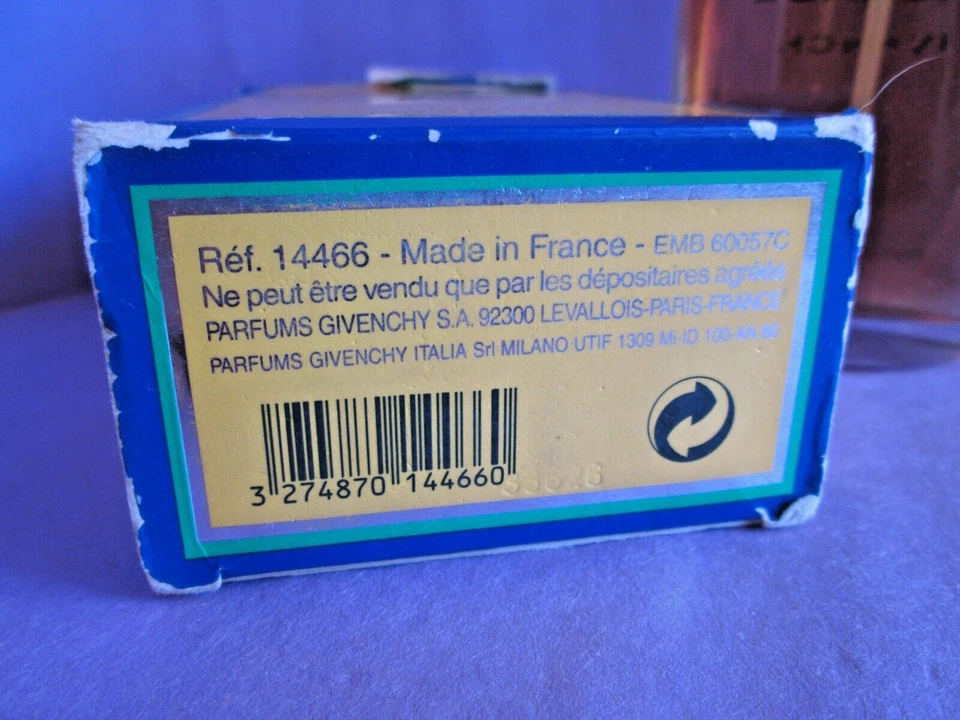 Réf. 14466 - Made in France - EMB 60057C
Ne peut être vendu que par les dépositaires agréés
PARFUMS GIVENCHY S.A. 92300 LEVALLOIS-PARIS-FRANCE
PARFUMS GIVENCHY ITALIA Srl MILANO UTIF 1309 Mi-ID 100-AN 80
3 274870 144660